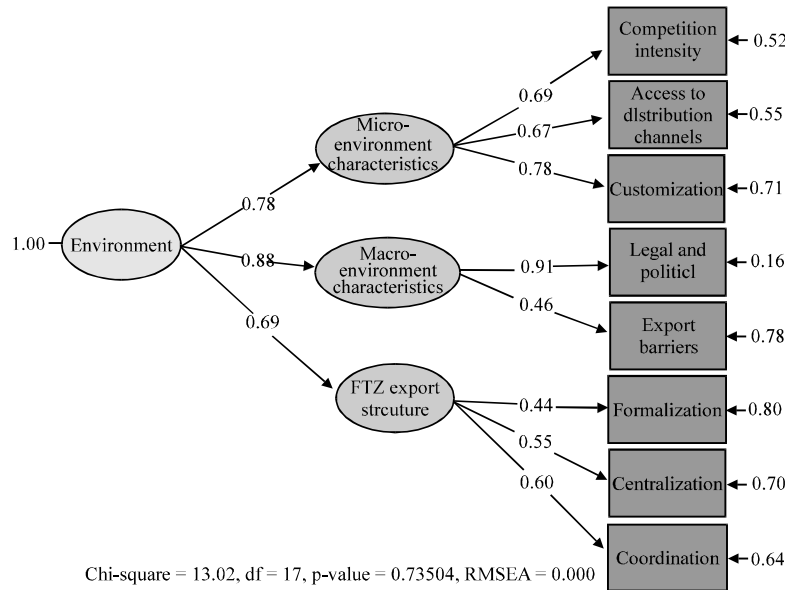 Competition
intensity
0.52
0.69
Access to
dlstribution
channels
0.55
Micro-
environment
characteristics
0.67
0.78
Customization
0.71
0.78
1.00
Environment
0.88
Macro-
environment
characteristics
0.91
Legal and
politicl
0.16
0.46
Export
barriers
0.78
0.69
FTZ export
strcuture
0.44
Formalization
0.80
0.55
Centralization
0.70
0.60
Coordination
0.64
Chi-square = 13.02, df = 17, p-value = 0.73504, RMSEA = 0.000